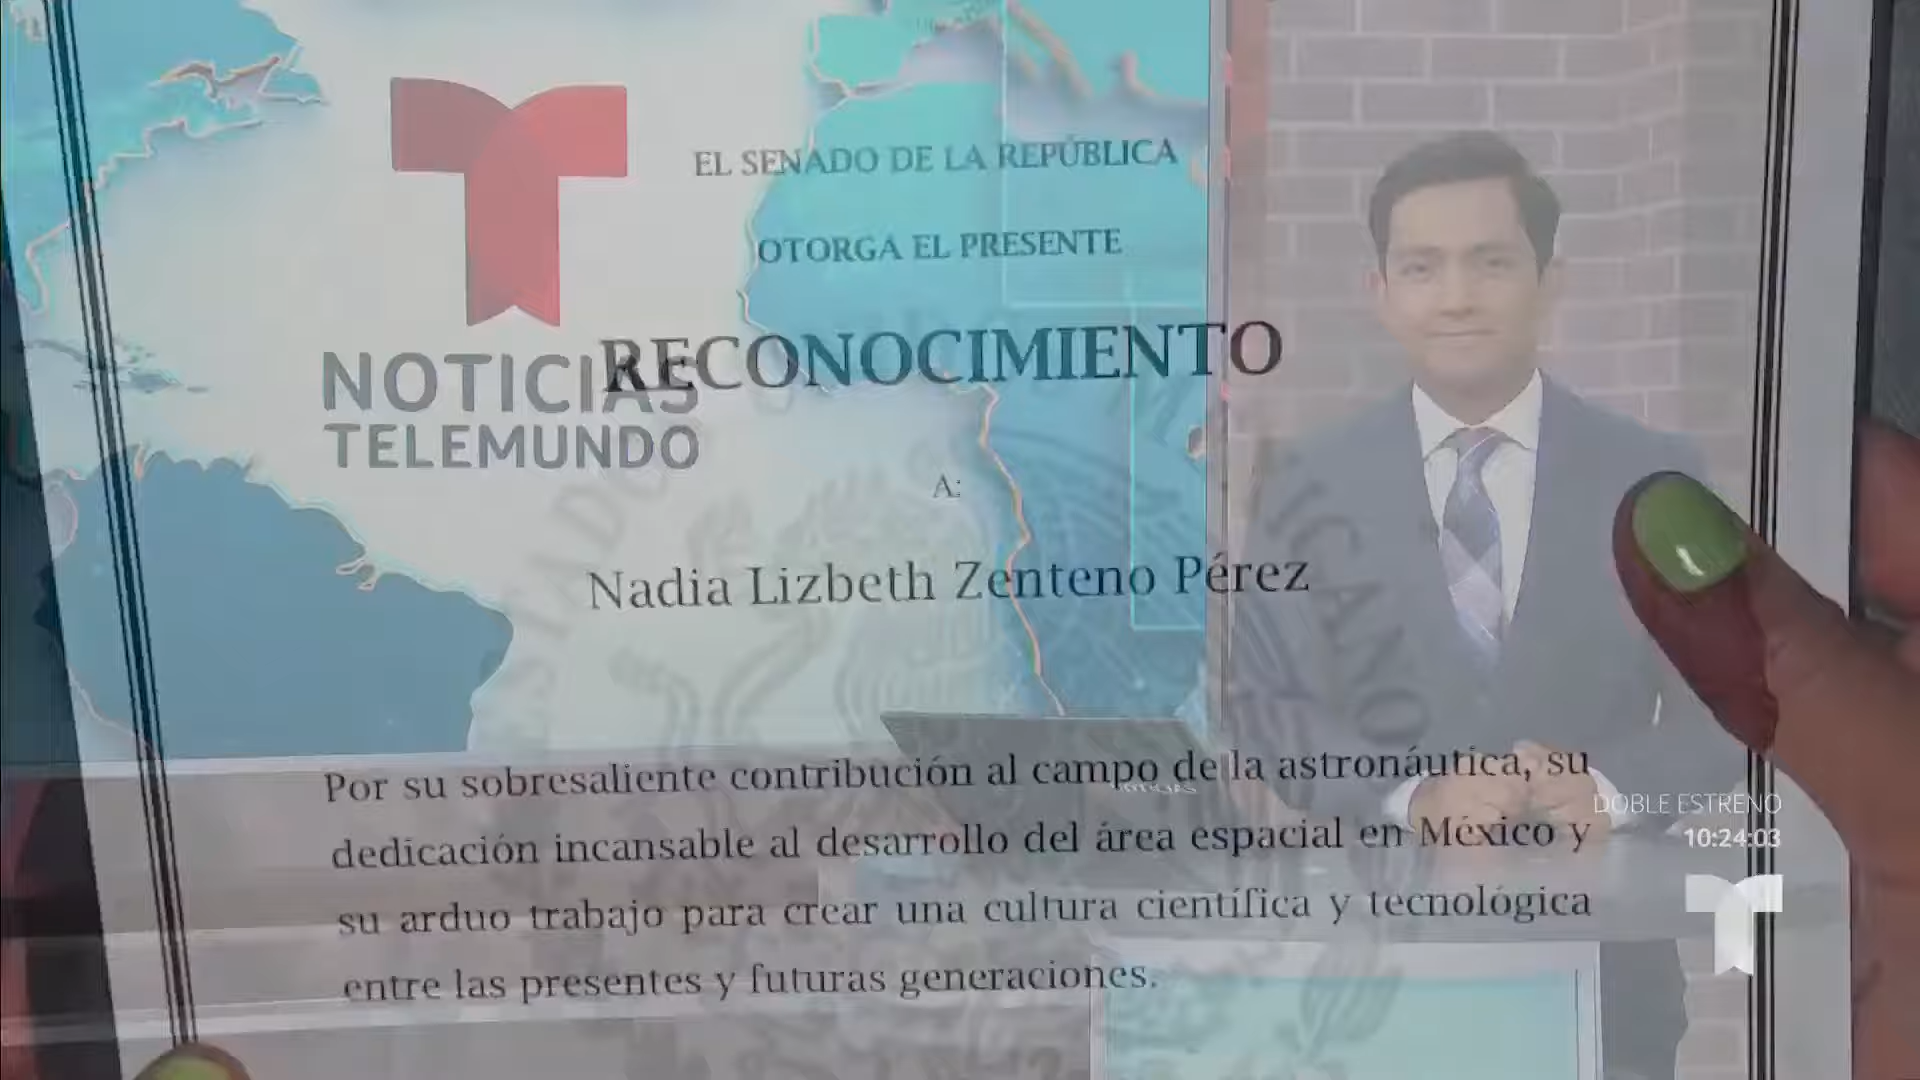 EL SENADO DE LA REPÚBLICA
OTORGA EL PRESENTE
RECONOCIMIENTO
NOTICIAS
TELEMUNDO
A:
Nadia Lizbeth Zenteno Pérez
Por su sobresaliente contribución al campo de la astronáutica, su
dedicación incansable al desarrollo del área espacial en México y
su arduo trabajo para crear una cultura científica y tecnológica
entre las presentes y futuras generaciones.
NOTICIAS
DOBLE ESTRENO
10:24:03